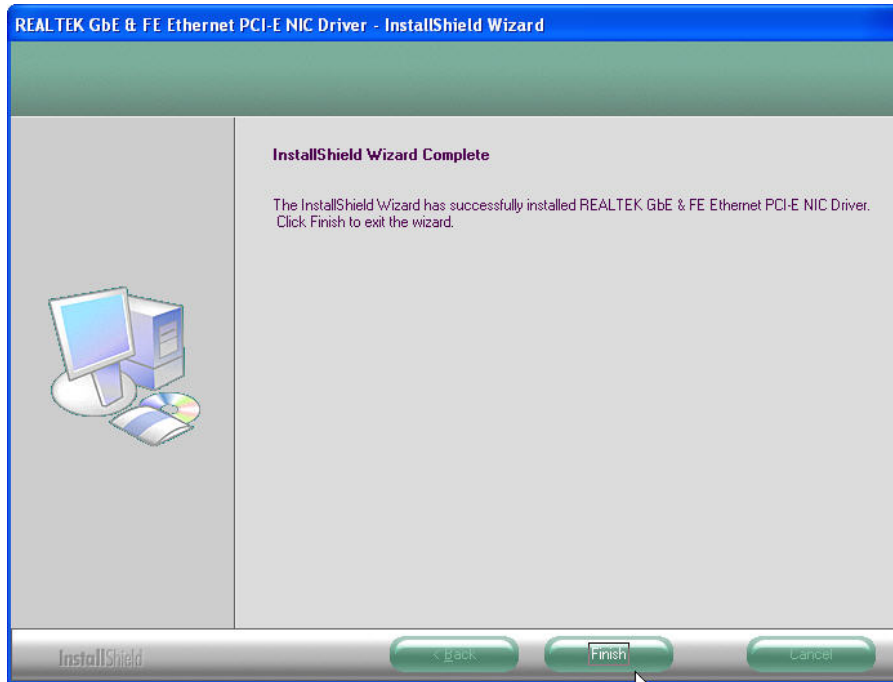 REALTEK GbE & FE Ethernet PCI-E NIC Driver - InstallShield Wizard
InstallShield Wizard Complete
The InstallShield Wizard has successfully installed REALTEK GbE & FE Ethernet PCI-E NIC Driver.
Click Finish to exit the wizard.
InstallShield
< Back
Finish
Cancel